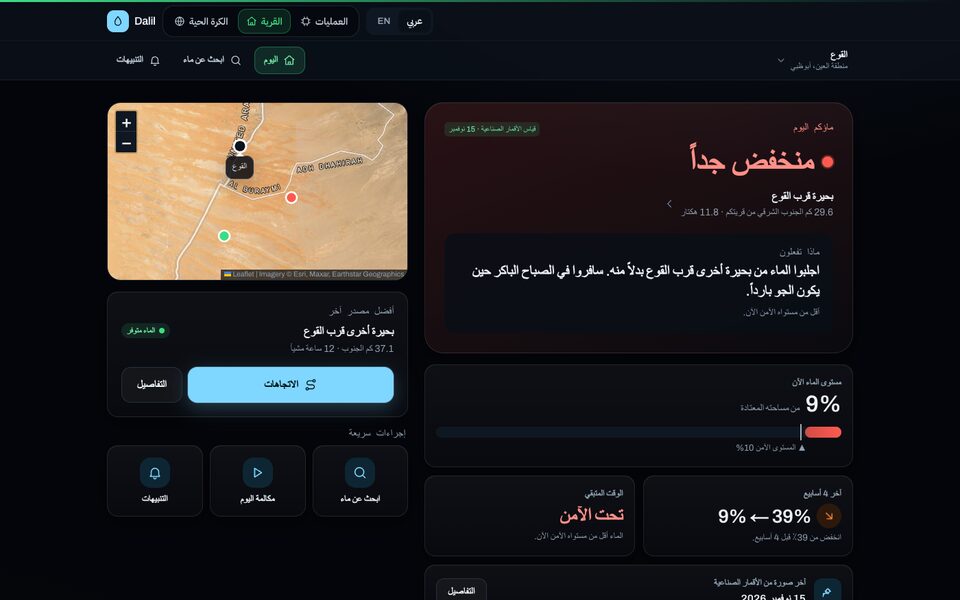 Dalil
الكرة الحية
القرية
العمليات
EN
عربي
القوع
منطقة العين، أبوظبي
اليوم
ابحث عن ماء
التنبيهات
ماؤكم اليوم
قياس الأقمار الصناعية · 15 نوفمبر
منخفض جداً
بحيرة قرب القوع
29.6 كم الجنوب الشرقي من قريتكم · 11.8 هكتار
ماذا تفعلون
اجلبوا الماء من بحيرة أخرى قرب القوع بدلاً منه. سافروا في الصباح الباكر حين
يكون الجو بارداً.
أقل من مستواه الآمن الآن.
مستوى الماء الآن
9% من مساحته المعتادة
▲ المستوى الآمن 10%
آخر 4 أسابيع
39% ← 9%
انخفض من 39٪ قبل 4 أسابيع.
الوقت المتبقي
تحت الآمن
الماء أقل من مستواه الآمن الآن.
آخر صورة من الأقمار الصناعية
15 نوفمبر 2026
التفاصيل
+
−
القوع
AL BURAYMI
ADH DHAHIRAH
Leaflet | Imagery © Esri, Maxar, Earthstar Geographics
أفضل مصدر آخر
بحيرة أخرى قرب القوع
الماء متوفر
37.1 كم الجنوب · 12 ساعة مشياً
الاتجاهات
التفاصيل
إجراءات سريعة
ابحث عن ماء
مكالمة اليوم
التنبيهات